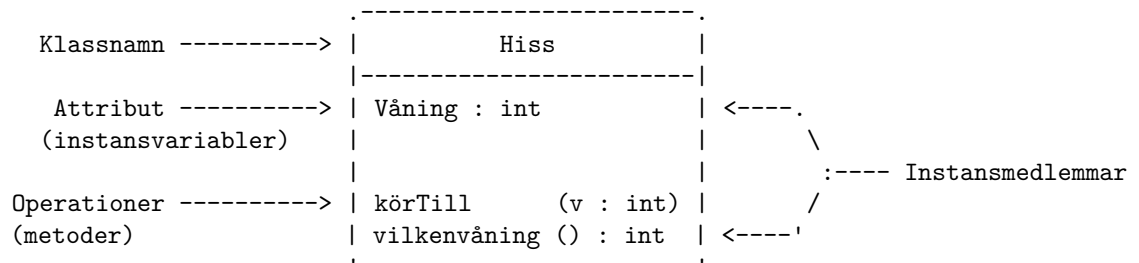 .------------------------.
Klassnamn ----------> |          Hiss          |
|------------------------|
Attribut ----------> | Våning : int           | <----.
(instansvariabler)    |                        |       \
|                        |        :---- Instansmedlemmar
Operationer ----------> | körTill      (v : int) |       /
(metoder)               | vilkenvåning () : int  | <----'